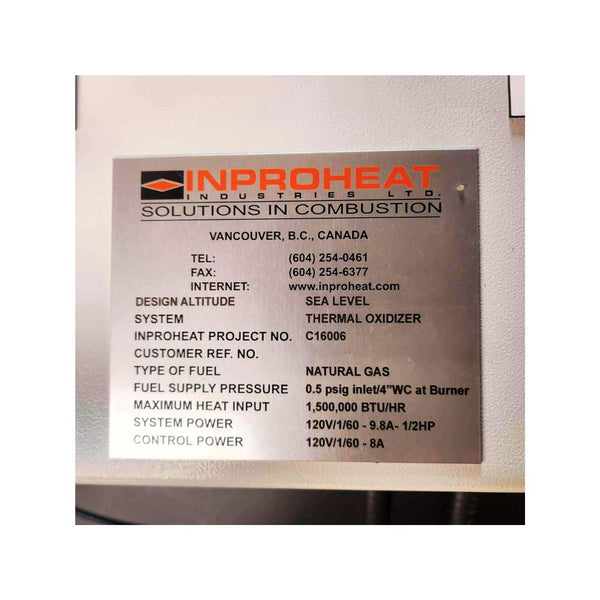 INPROHEAT
INDUSTRIES LTD.
SOLUTIONS IN COMBUSTION
VANCOUVER, B.C., CANADA
TEL: (604) 254-0461
FAX: (604) 254-6377
INTERNET: www.inproheat.com
DESIGN ALTITUDE SEA LEVEL
SYSTEM THERMAL OXIDIZER
INPROHEAT PROJECT NO. C16006
CUSTOMER REF. NO.
TYPE OF FUEL NATURAL GAS
FUEL SUPPLY PRESSURE 0.5 psig inlet/4"WC at Burner
MAXIMUM HEAT INPUT 1,500,000 BTU/HR
SYSTEM POWER 120V/1/60 - 9.8A- 1/2HP
CONTROL POWER 120V/1/60 - 8A